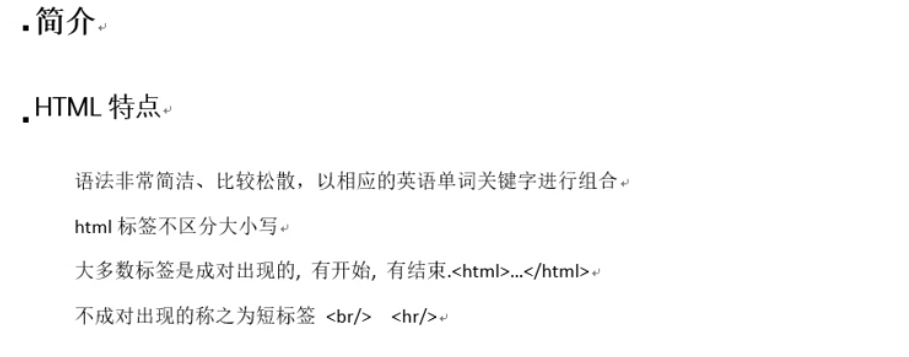 简介
HTML 特点
语法非常简洁、比较松散，以相应的英语单词关键字进行组合
html 标签不区分大小写
大多数标签是成对出现的, 有开始, 有结束.<html>...</html>
不成对出现的称之为短标签 <br/> <hr/>